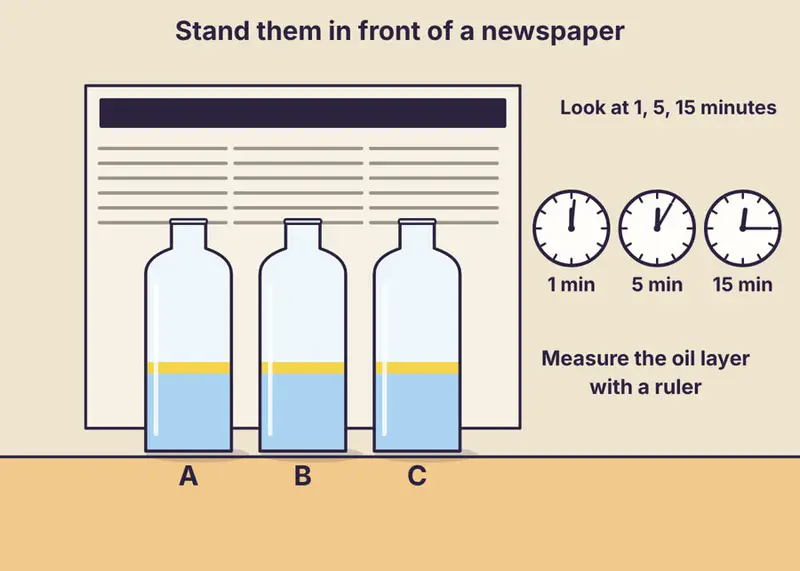 Stand them in front of a newspaper
Look at 1, 5, 15 minutes
1 min
5 min
15 min
Measure the oil layer
with a ruler
A
B
C